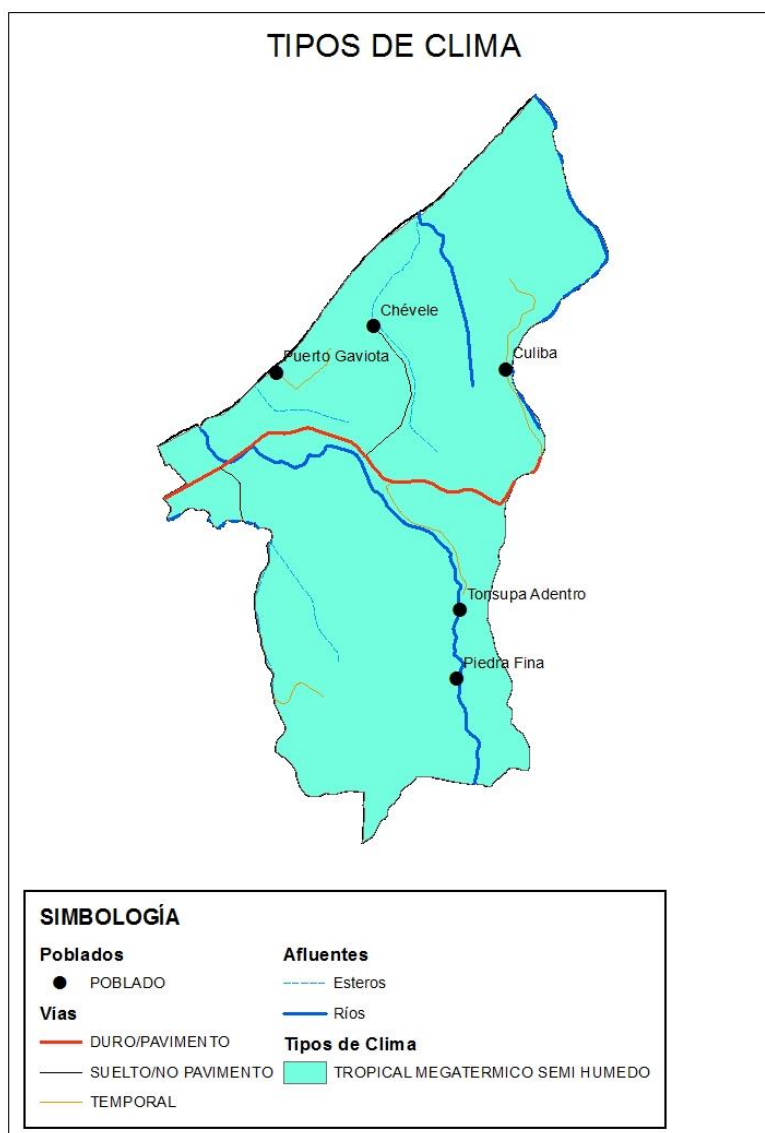 TIPOS DE CLIMA
Chévele
Puerto Gaviota
Culiba
Tonsupa Adentro
Piedra Fina
SIMBOLOGÍA
Poblados
POBLADO
Vías
DURO/PAVIMENTO
SUELTO/NO PAVIMENTO
TEMPORAL
Afluentes
Esteros
Ríos
Tipos de Clima
TROPICAL MEGATERMICO SEMI HUMEDO